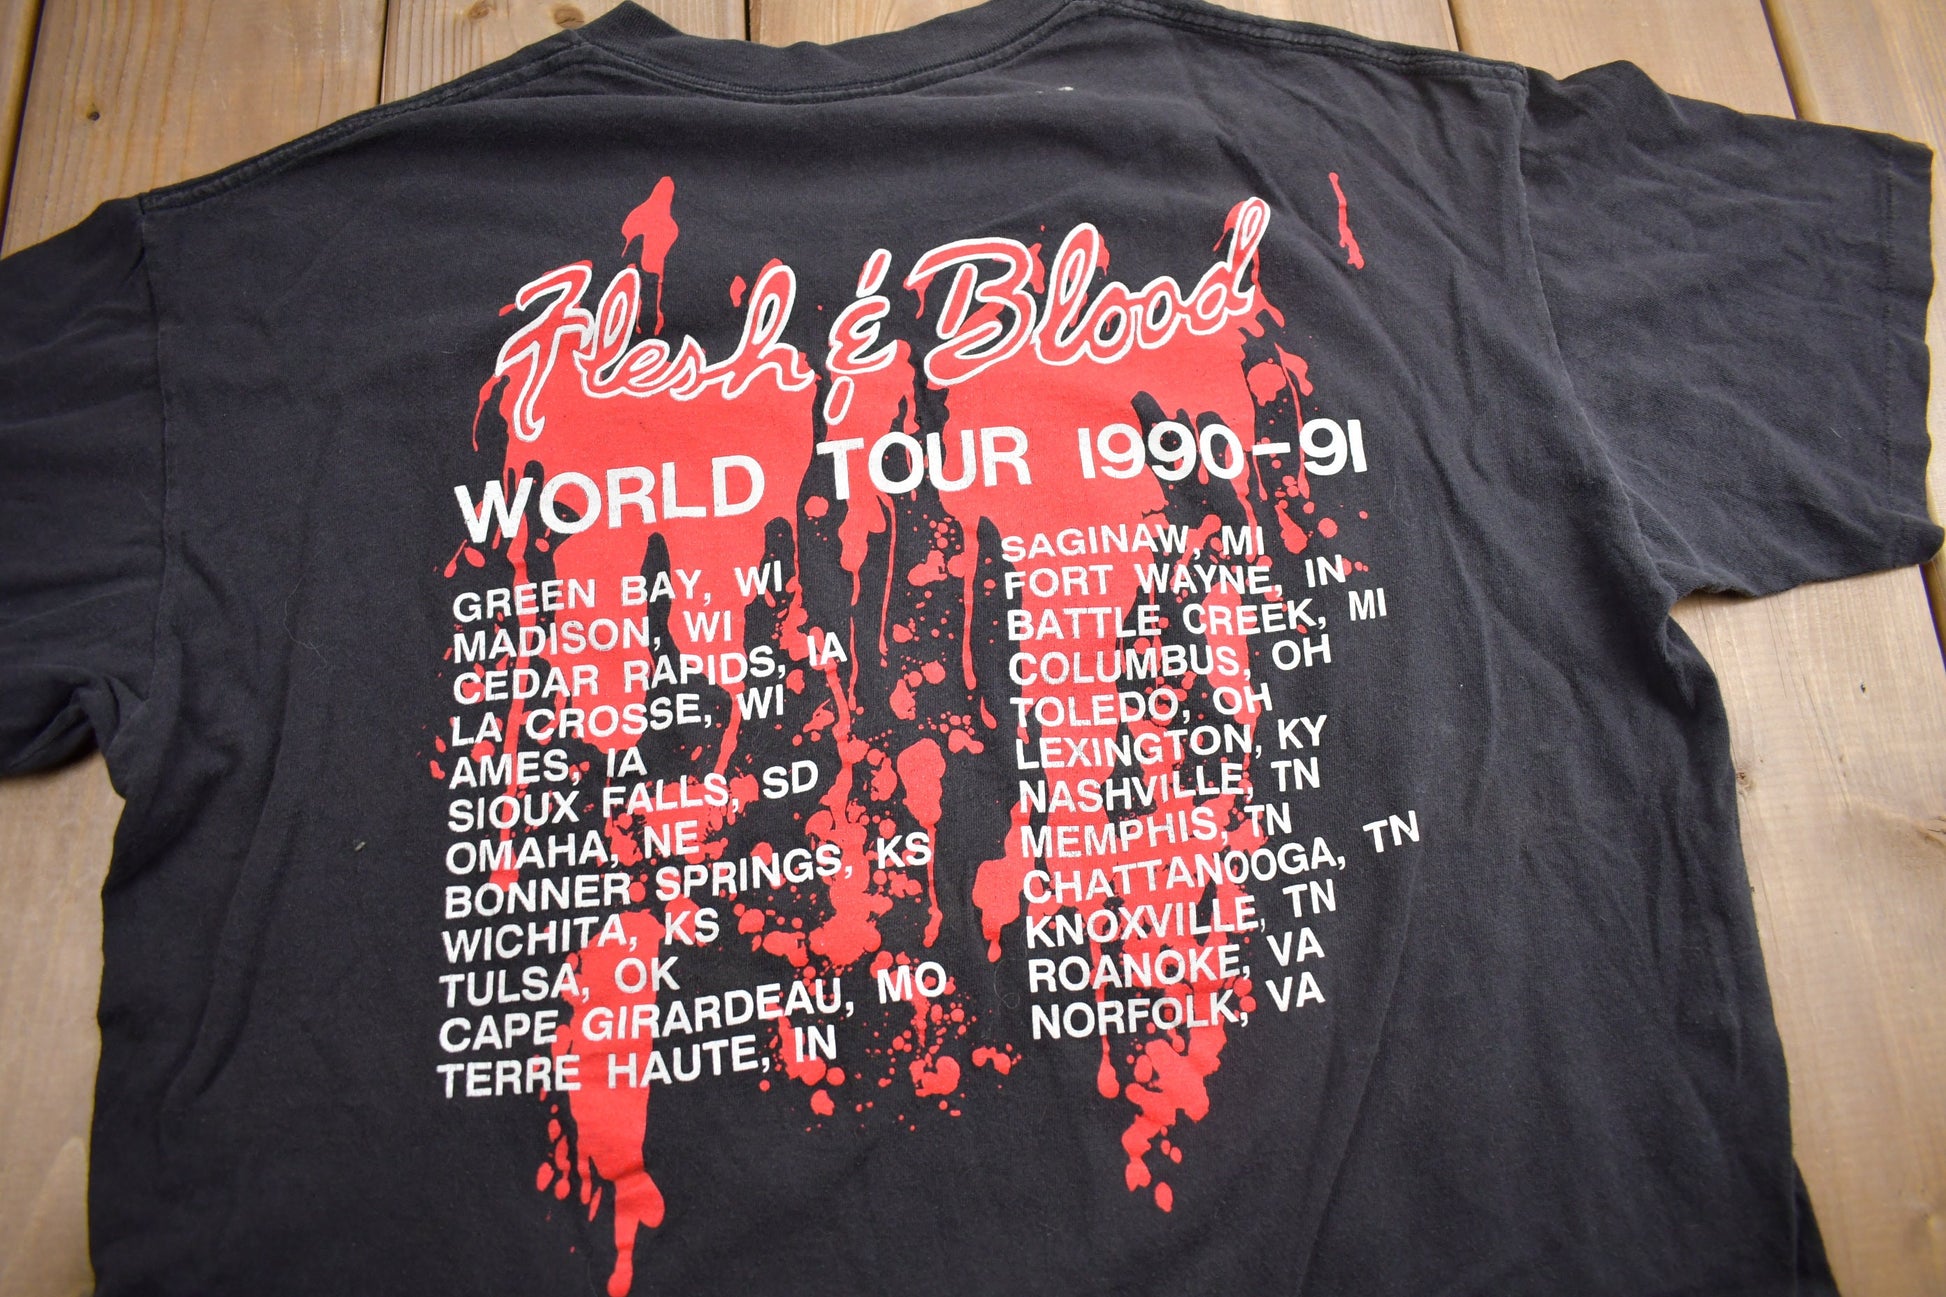 Flesh & Blood
WORLD TOUR 1990-91
GREEN BAY, WI
MADISON, WI
CEDAR RAPIDS, IA
LA CROSSE, WI
AMES, IA
SIOUX FALLS, SD
OMAHA, NE
BONNER SPRINGS, KS
WICHITA, KS
TULSA, OK
CAPE GIRARDEAU, MO
TERRE HAUTE, IN
SAGINAW, MI
FORT WAYNE, IN
BATTLE CREEK, MI
COLUMBUS, OH
TOLEDO, OH
LEXINGTON, KY
NASHVILLE, TN
MEMPHIS, TN
CHATTANOOGA, TN
KNOXVILLE, TN
ROANOKE, VA
NORFOLK, VA